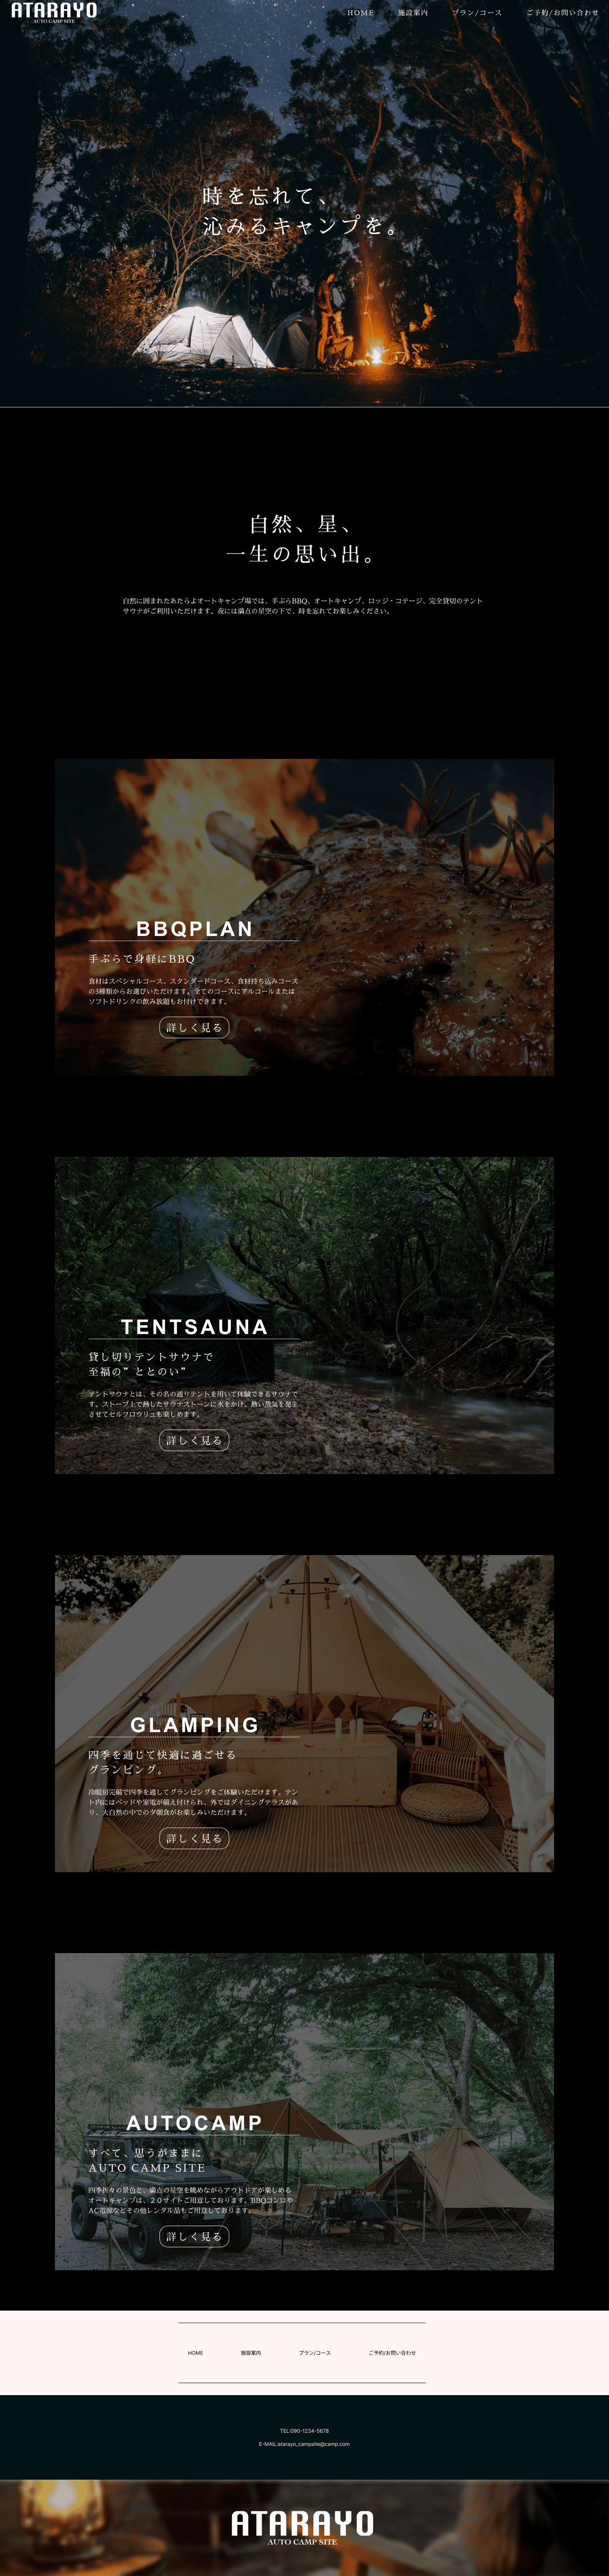 ATARAYO
AUTO CAMP SITE
HOME 施設案内 プラン/コース ご予約/お問い合わせ
時を忘れて、
沁みるキャンプを。
自然、星、
一生の思い出。
自然に囲まれたあたらよオートキャンプ場では、手ぶらBBQ、オートキャンプ、ロッジ・コテージ、完全貸切のテント
サウナがご利用いただけます。夜には満点の星空の下で、時を忘れてお楽しみください。
BBQPLAN
手ぶらで身軽にBBQ
食材はスペシャルコース、スタンダードコース、食材持ち込みコース
の3種類からお選びいただけます。全てのコースにアルコールまたは
ソフトドリンクの飲み放題もお付けできます。
詳しく見る
TENTSAUNA
貸し切りテントサウナで
至福の”ととのい”
テントサウナとは、その名の通りテントを用いて体験できるサウナで
す。ストーブ上で熱したサウナストーンに水をかけ、熱い蒸気を発生
させてセルフロウリュも楽しめます。
詳しく見る
GLAMPING
四季を通じて快適に過ごせる
グランピング。
冷暖房完備で四季を通してグランピングをご体験いただけます。テン
ト内にはベッドや家電が備え付けられ、外ではダイニングテラスがあ
り、大自然の中での夕朝食がお楽しみいただけます。
詳しく見る
AUTOCAMP
すべて、思うがままに
AUTO CAMP SITE
四季折々の景色と、満点の星空を眺めながらアウトドアが楽しめる
オートキャンプは、２０サイトご用意しております。BBQコンロや
AC電源などその他レンタル品もご用意しております。
詳しく見る
HOME 施設案内 プラン/コース ご予約/お問い合わせ
TEL:090-1234-5678
E-MAIL:atarayo_campsite@camp.com
ATARAYO
AUTO CAMP SITE